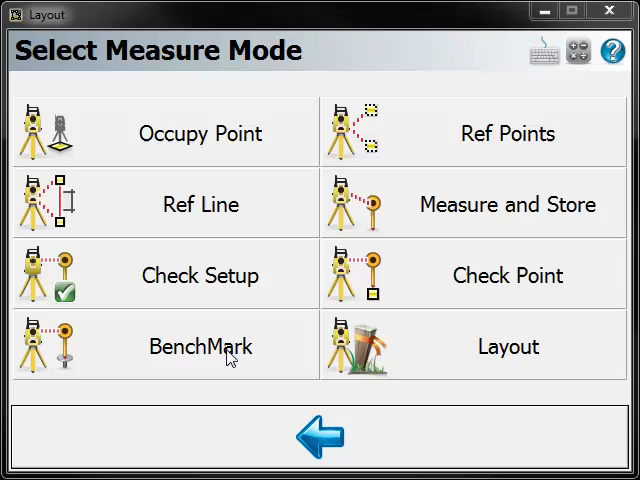 Layout
Select Measure Mode
Occupy Point
Ref Points
Ref Line
Measure and Store
Check Setup
Check Point
BenchMark
Layout